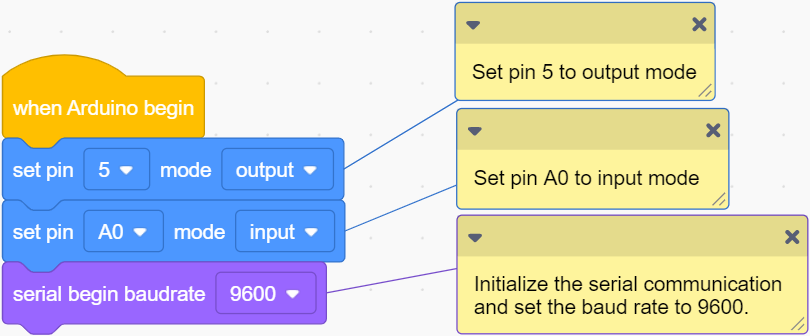 when Arduino begin
set pin 5 mode output
set pin A0 mode input
serial begin baudrate 9600
Set pin 5 to output mode
Set pin A0 to input mode
Initialize the serial communication
and set the baud rate to 9600.